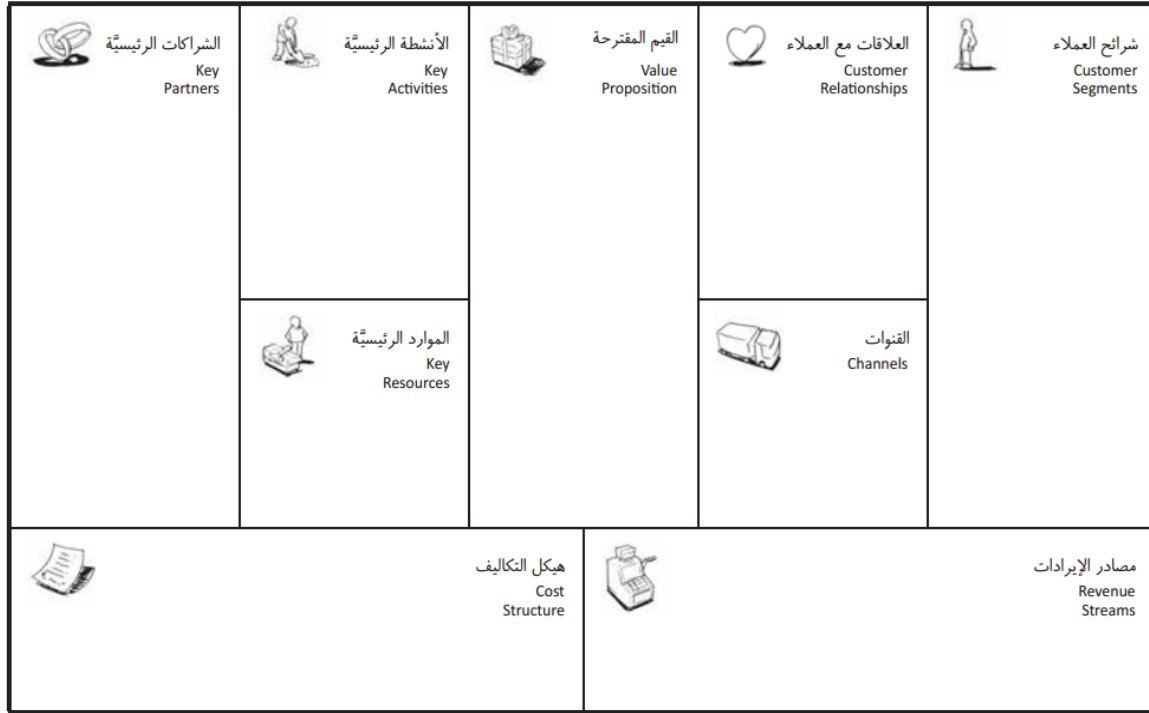 الشراكات الرئيسيَّة
Key
Partners
الأنشطة الرئيسيَّة
Key
Activities
الموارد الرئيسيَّة
Key
Resources
القيم المقترحة
Value
Proposition
العلاقات مع العملاء
Customer
Relationships
القنوات
Channels
شرائح العملاء
Customer
Segments
هيكل التكاليف
Cost
Structure
مصادر الإيرادات
Revenue
Streams